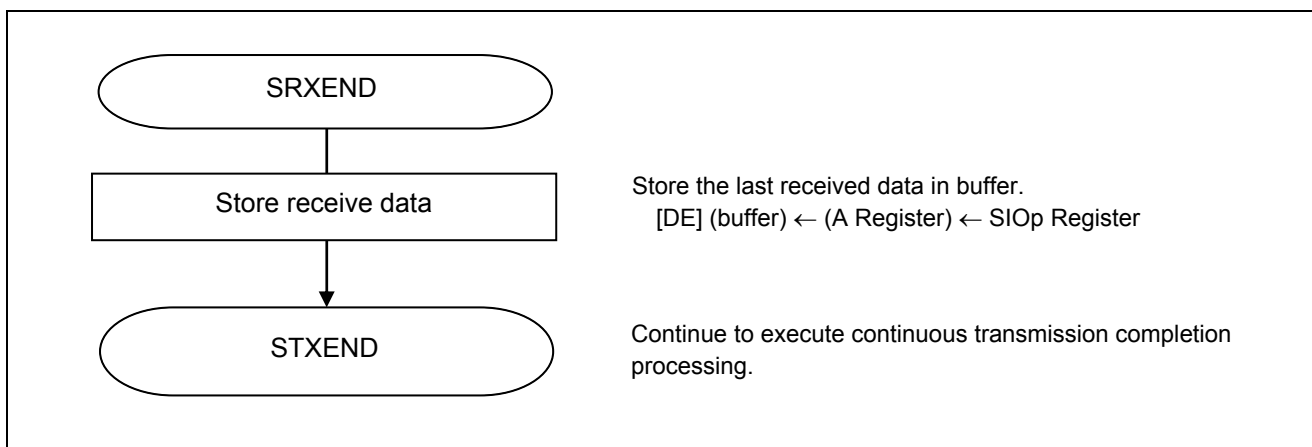 SRXEND
Store receive data
Store the last received data in buffer.
[DE] (buffer) ← (A Register) ← SIOp Register
STXEND
Continue to execute continuous transmission completion
processing.